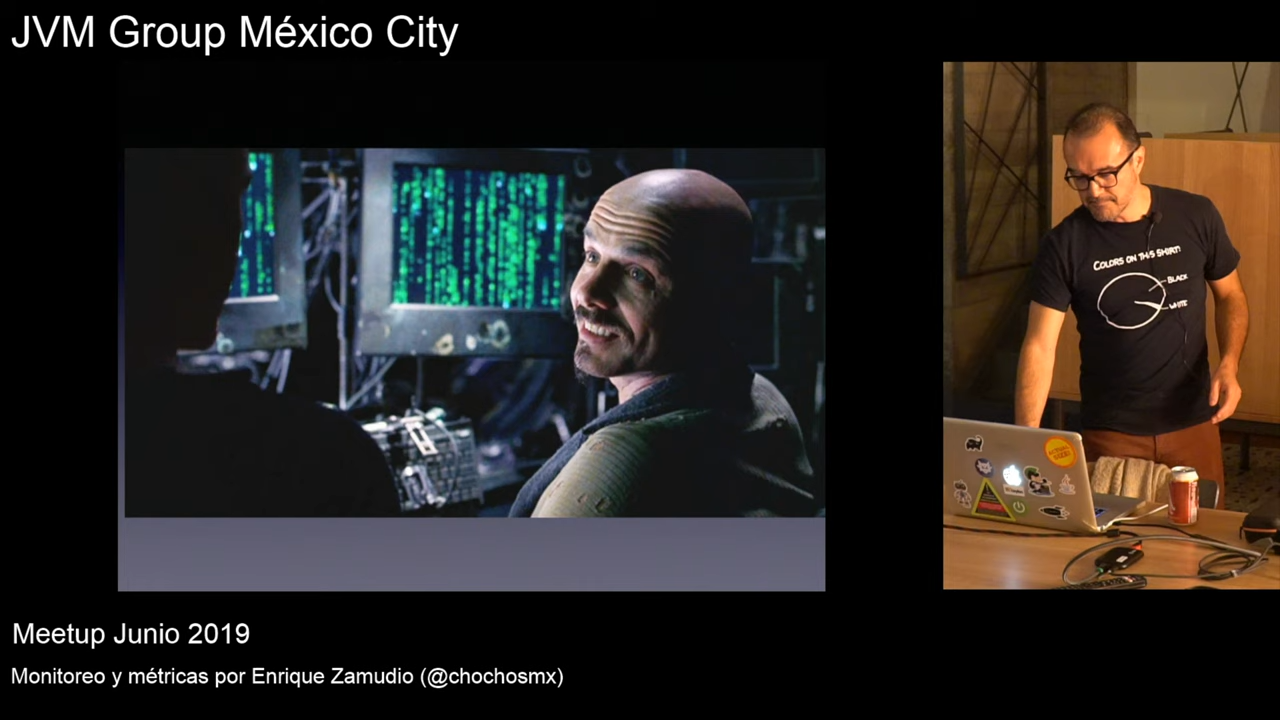 JVM Group México City
COLORS ON THIS SHIRT:
BLACK
WHITE
Meetup Junio 2019
Monitoreo y métricas por Enrique Zamudio (@chochosmx)